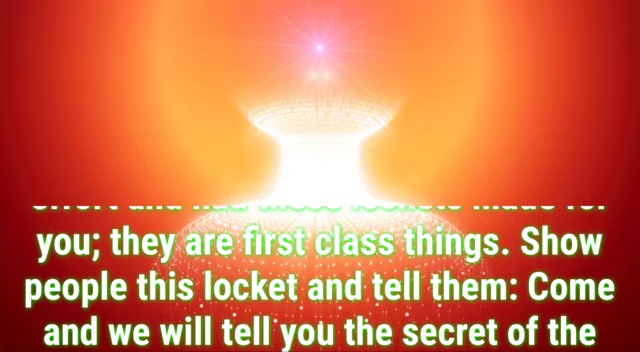 you; they are first class things. Show
people this locket and tell them: Come
and we will tell you the secret of the